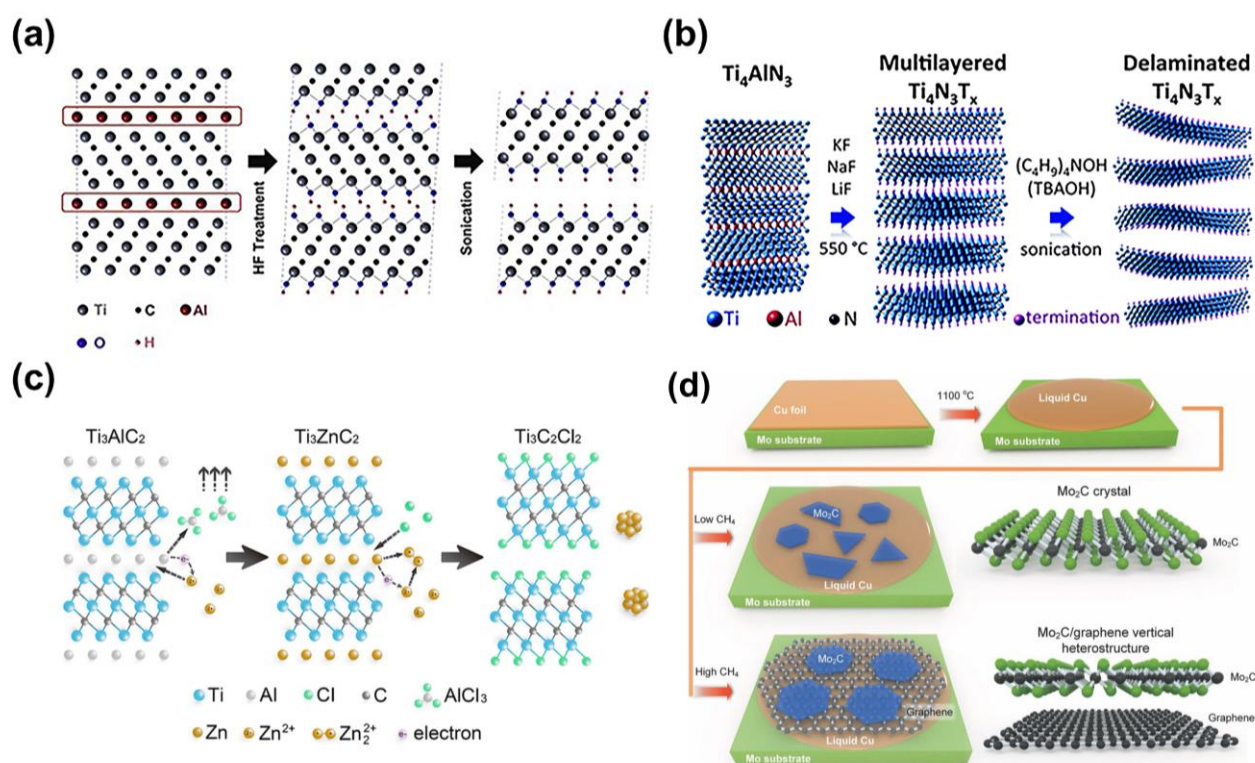 (a)
HF Treatment
Sonication
Ti
C
Al
O
H
(b)
Ti₄AlN₃
Multilayered
Ti₄N₃Tₓ
Delaminated
Ti₄N₃Tₓ
KF
NaF
LiF
550 °C
(C₄H₉)₄NOH
(TBAOH)
sonication
Ti
Al
N
termination
(c)
Ti₃AlC₂
Ti₃ZnC₂
Ti₃C₂Cl₂
e⁻
e⁻
Ti
Al
Cl
C
AlCl₃
Zn
Zn²⁺
Zn₂²⁺
electron
(d)
Cu foil
Mo substrate
1100 °C
Liquid Cu
Mo substrate
Low CH₄
Mo₂C
Liquid Cu
Mo substrate
Mo₂C crystal
Mo₂C
High CH₄
Mo₂C
Graphene
Liquid Cu
Mo substrate
Mo₂C/graphene vertical
heterostructure
Mo₂C
Graphene